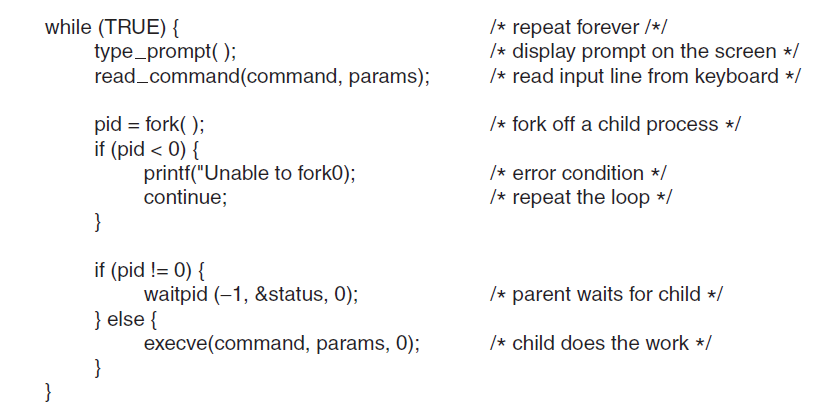 while (TRUE) { /* repeat forever /*/
type_prompt( ); /* display prompt on the screen */
read_command(command, params); /* read input line from keyboard */
pid = fork( ); /* fork off a child process */
if (pid < 0) {
printf("Unable to fork0); /* error condition */
continue; /* repeat the loop */
}
if (pid != 0) {
waitpid (−1, &status, 0); /* parent waits for child */
} else {
execve(command, params, 0); /* child does the work */
}
}